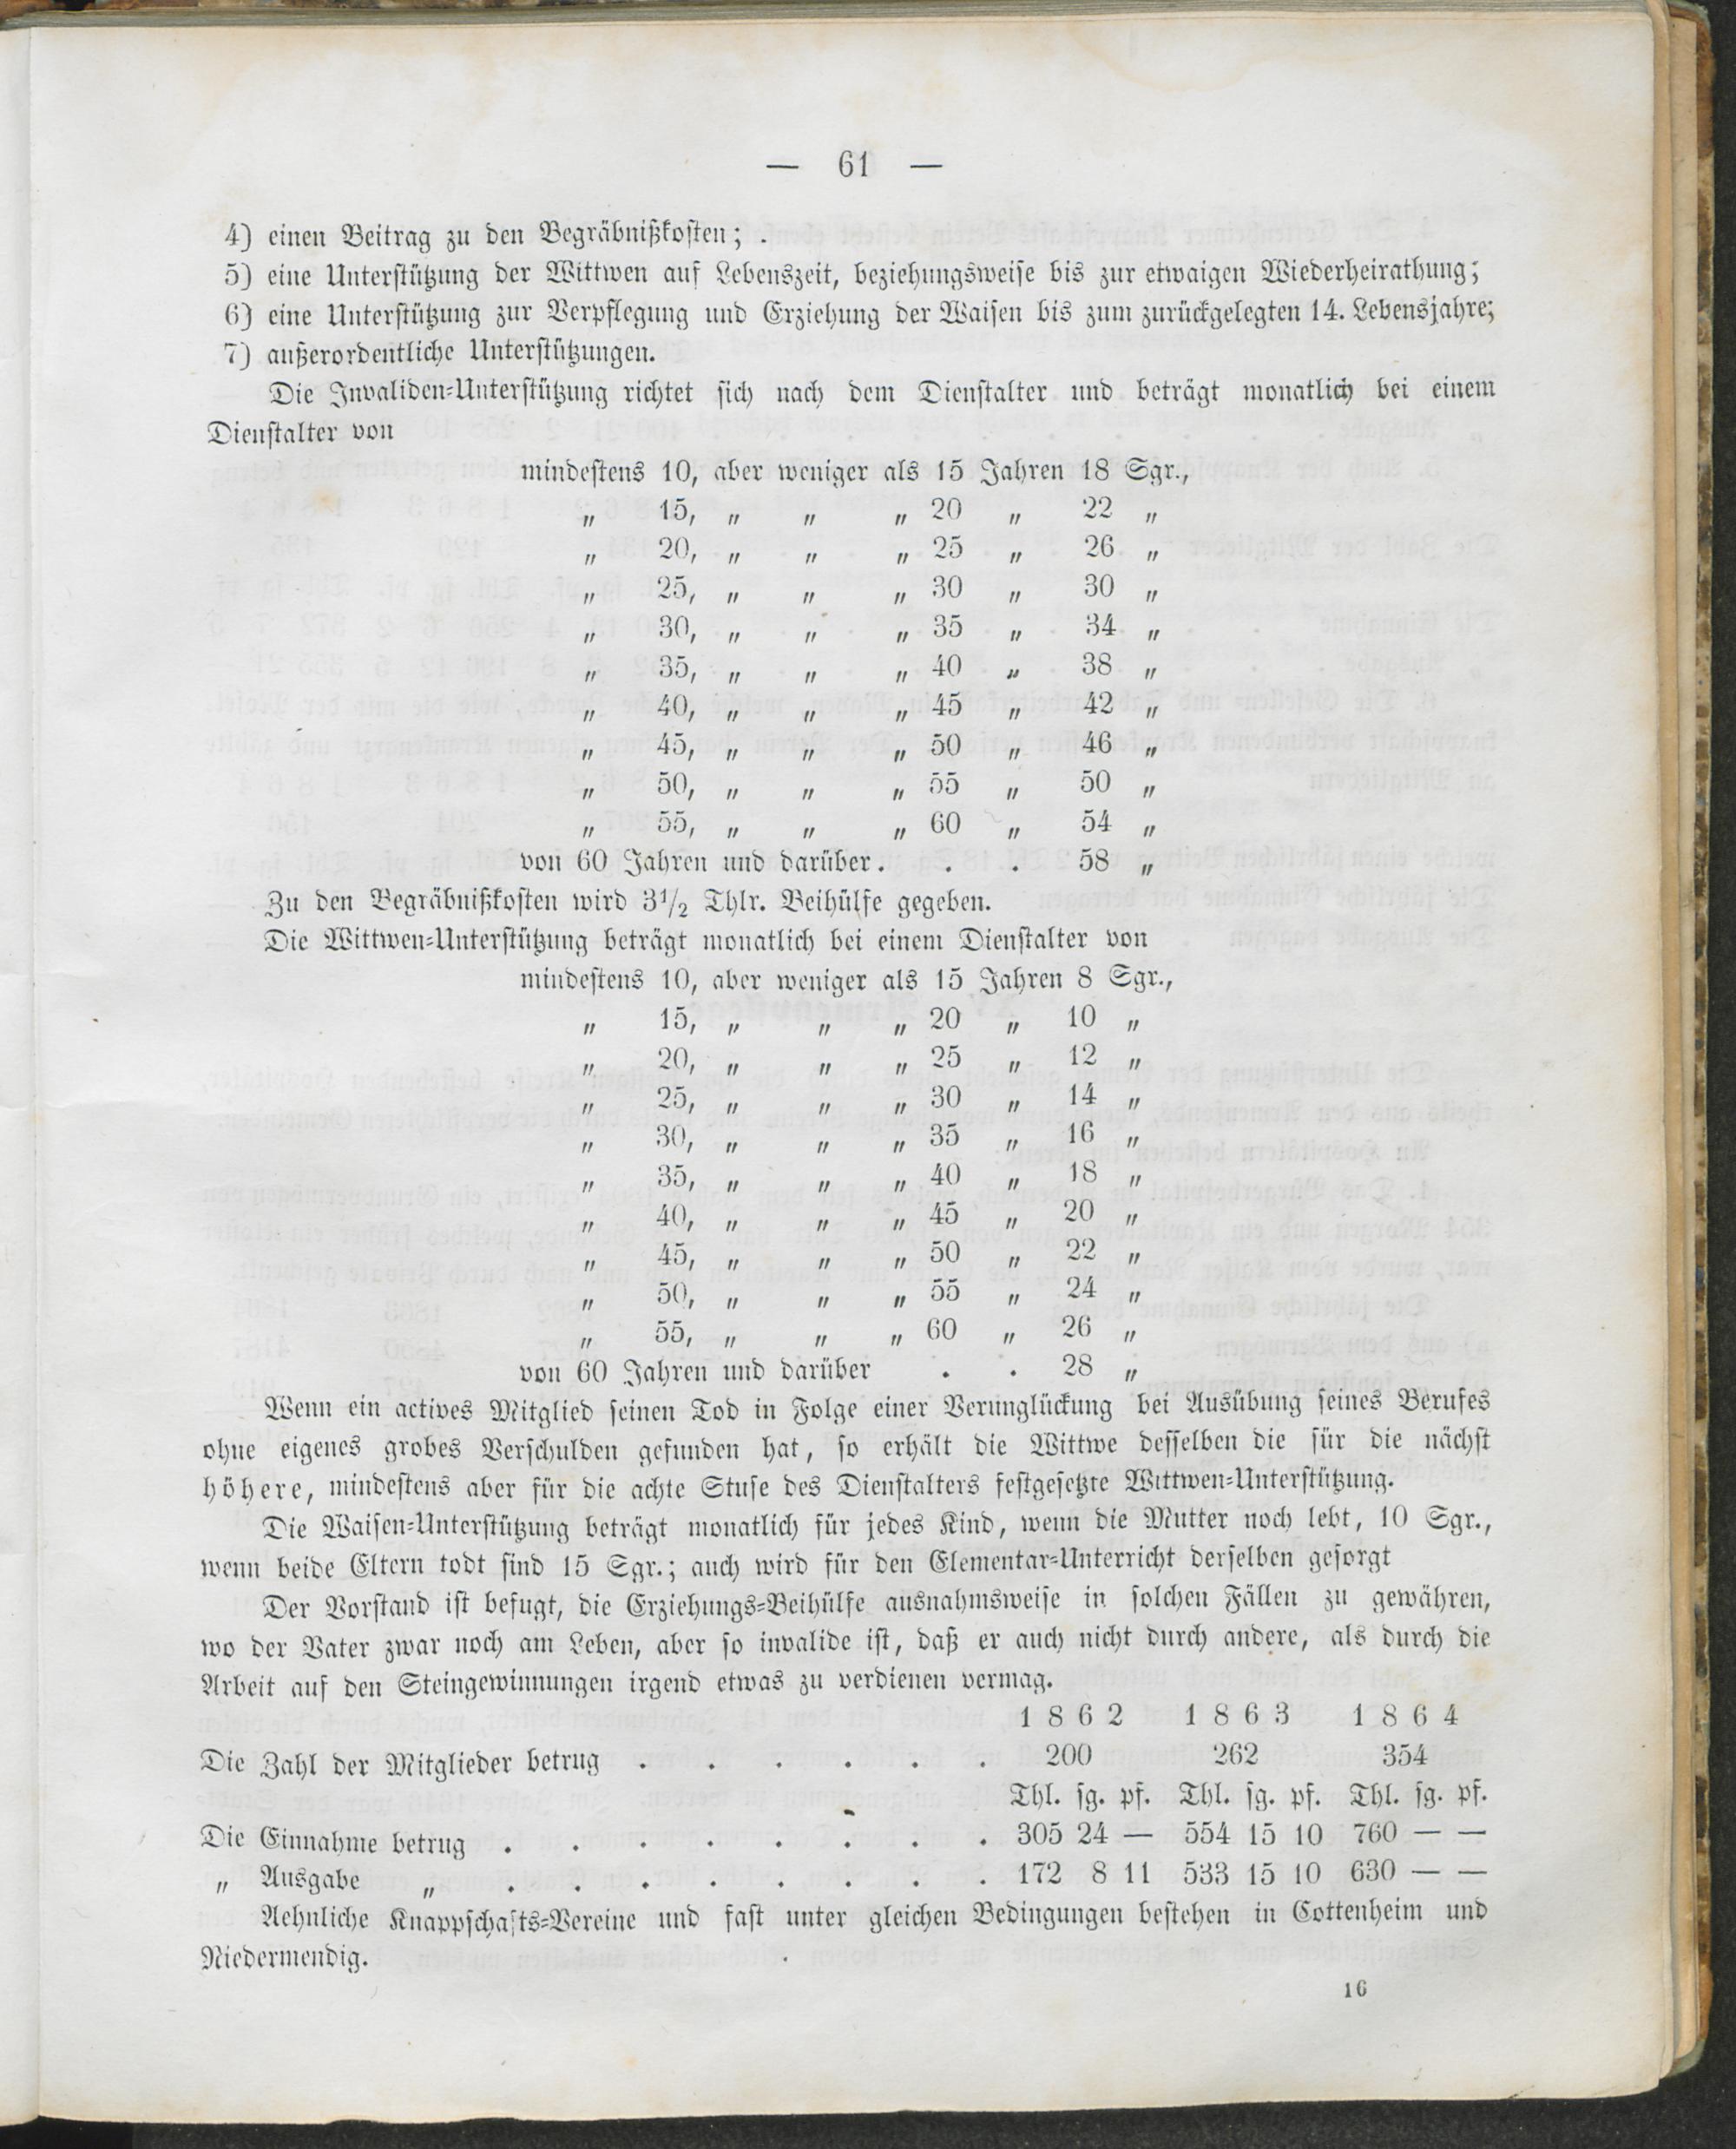 — 61 —
4) einen Beitrag zu den Begräbnißkosten;
5) eine Unterstützung der Wittwen auf Lebenszeit, beziehungsweise bis zur etwaigen Wiederheirathung;
6) eine Unterstützung zur Verpflegung und Erziehung der Waisen bis zum zurückgelegten 14. Lebensjahre;
7) außerordentliche Unterstützungen.
Die Invaliden-Unterstützung richtet sich nach dem Dienstalter und beträgt monatlich bei einem
Dienstalter von
mindestens 10, aber weniger als 15 Jahren 18 Sgr.,
„ 15, „ „ „ 20 „ 22 „
„ 20, „ „ „ 25 „ 26 „
„ 25, „ „ „ 30 „ 30 „
„ 30, „ „ „ 35 „ 34 „
„ 35, „ „ „ 40 „ 38 „
„ 40, „ „ „ 45 „ 42 „
„ 45, „ „ „ 50 „ 46 „
„ 50, „ „ „ 55 „ 50 „
„ 55, „ „ „ 60 „ 54 „
von 60 Jahren und darüber . . . 58 „
Zu den Begräbnißkosten wird 3½ Thlr. Beihülfe gegeben.
Die Wittwen-Unterstützung beträgt monatlich bei einem Dienstalter von
mindestens 10, aber weniger als 15 Jahren 8 Sgr.,
„ 15, „ „ „ 20 „ 10 „
„ 20, „ „ „ 25 „ 12 „
„ 25, „ „ „ 30 „ 14 „
„ 30, „ „ „ 35 „ 16 „
„ 35, „ „ „ 40 „ 18 „
„ 40, „ „ „ 45 „ 20 „
„ 45, „ „ „ 50 „ 22 „
„ 50, „ „ „ 55 „ 24 „
„ 55, „ „ „ 60 „ 26 „
von 60 Jahren und darüber . . 28 „
Wenn ein actives Mitglied seinen Tod in Folge einer Verunglückung bei Ausübung seines Berufes
ohne eigenes grobes Verschulden gefunden hat, so erhält die Wittwe desselben die für die nächst
höhere, mindestens aber für die achte Stufe des Dienstalters festgesetzte Wittwen-Unterstützung.
Die Waisen-Unterstützung beträgt monatlich für jedes Kind, wenn die Mutter noch lebt, 10 Sgr.,
wenn beide Eltern todt sind 15 Sgr.; auch wird für den Elementar-Unterricht derselben gesorgt
Der Vorstand ist befugt, die Erziehungs-Beihülfe ausnahmsweise in solchen Fällen zu gewähren,
wo der Vater zwar noch am Leben, aber so invalide ist, daß er auch nicht durch andere, als durch die
Arbeit auf den Steingewinnungen irgend etwas zu verdienen vermag.
1862 1863 1864
Die Zahl der Mitglieder betrug . . . . . . 200 262 354
Thl. sg. pf. Thl. sg. pf. Thl. sg. pf.
Die Einnahme betrug . . . . . . . . 305 24 — 554 15 10 760 — —
„ Ausgabe „ . . . . . . . . 172 8 11 533 15 10 630 — —
Aehnliche Knappschafts-Vereine und fast unter gleichen Bedingungen bestehen in Cottenheim und
Niedermendig.
16